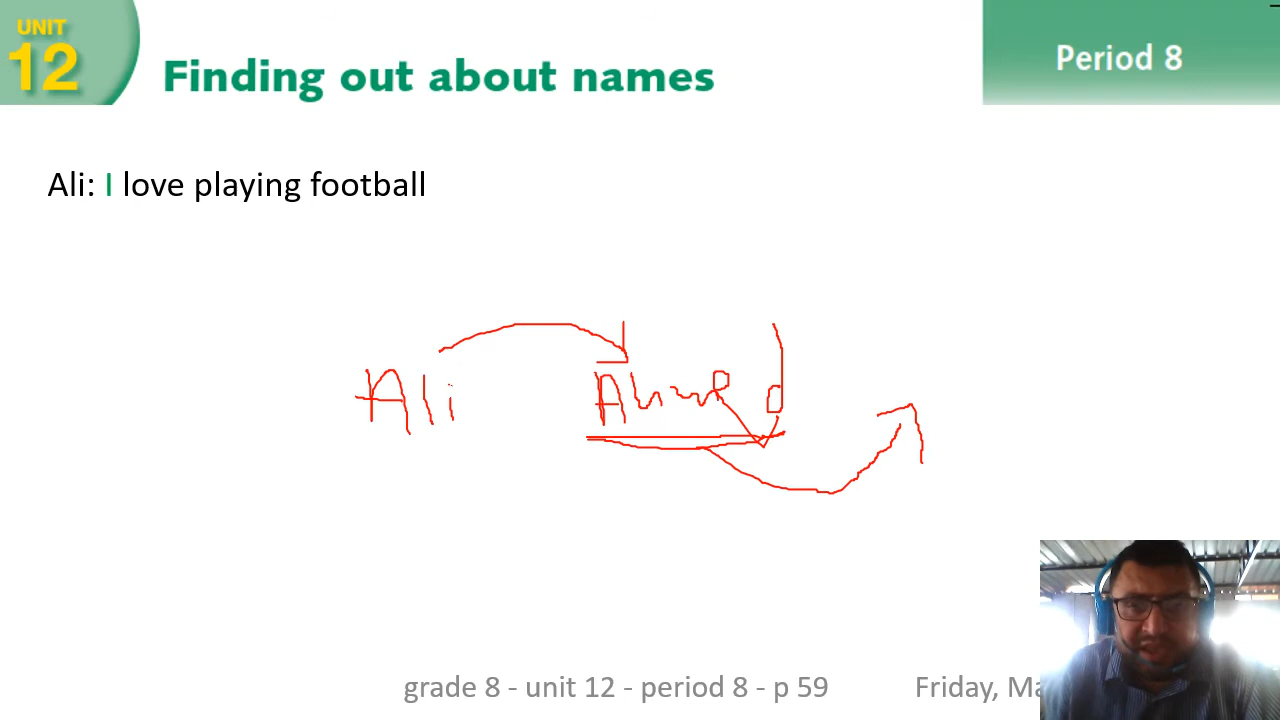 UNIT
12
Finding out about names
Period 8
Ali: I love playing football
Ali Ahmed
grade 8 - unit 12 - period 8 - p 59
Friday, Ma